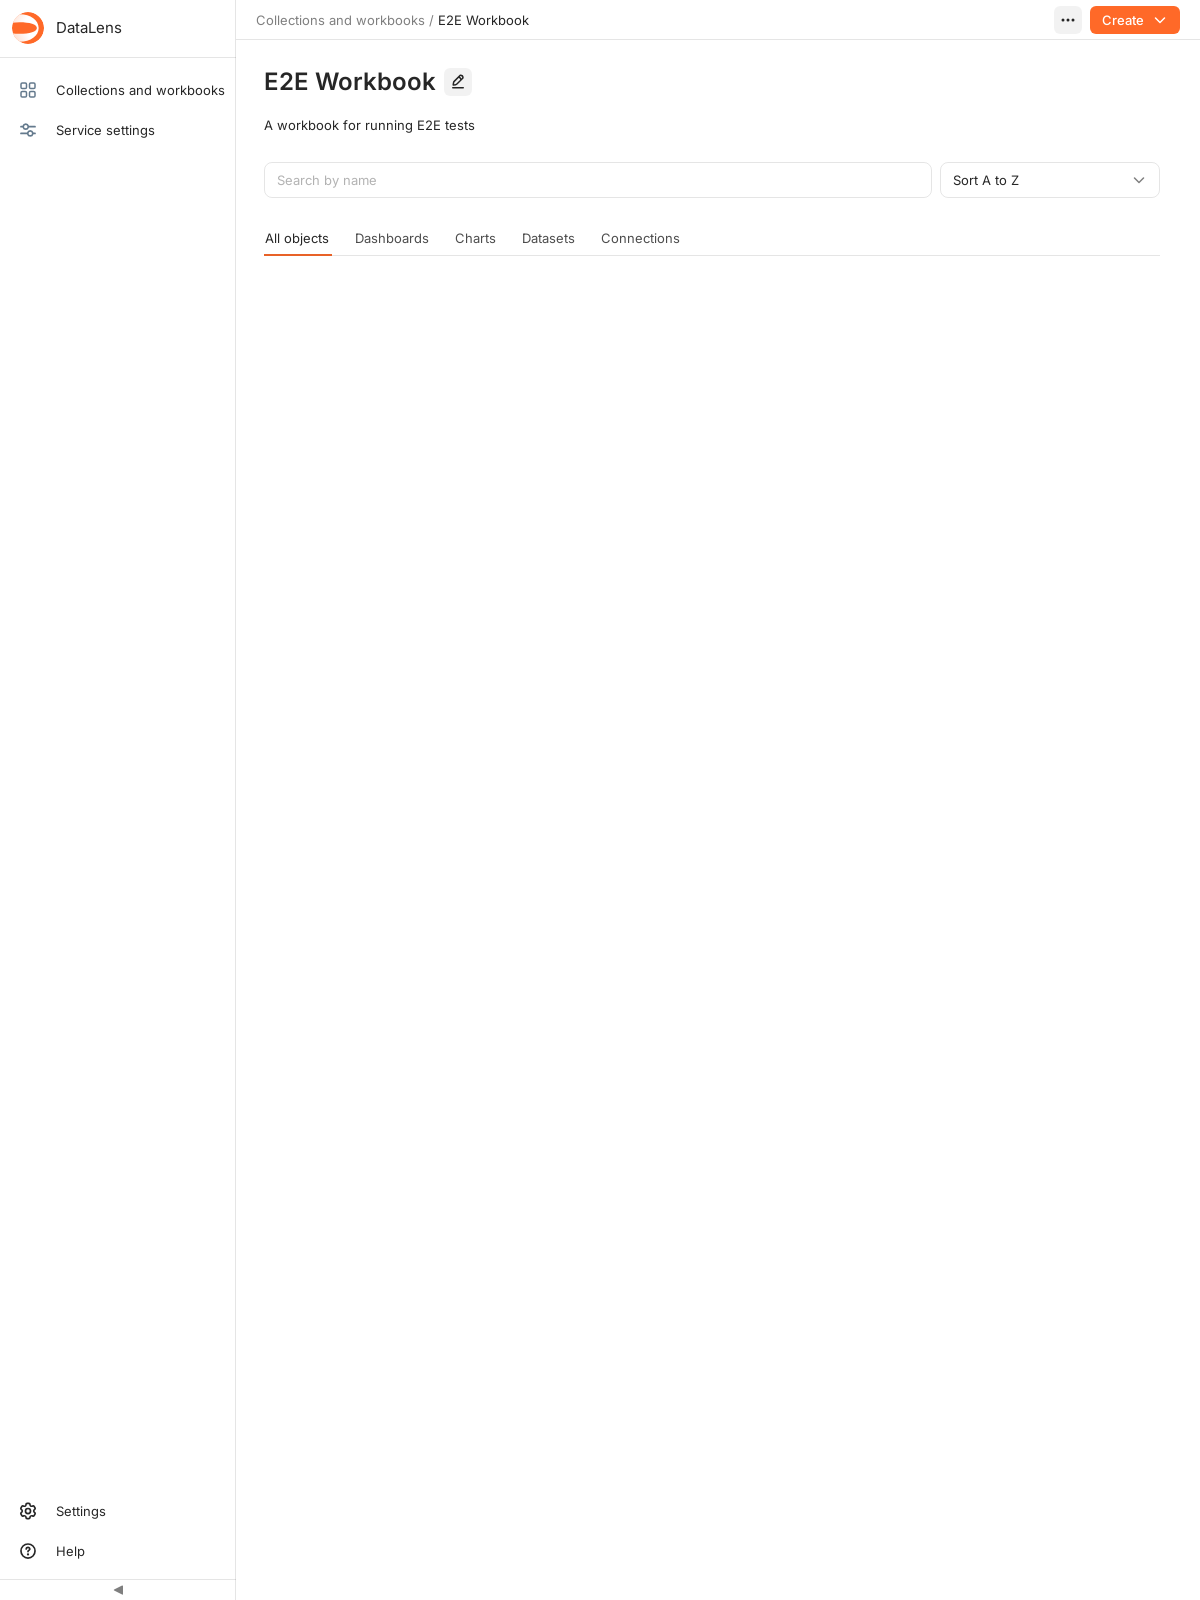 DataLens
Collections and workbooks
Service settings
Collections and workbooks / E2E Workbook
Create
E2E Workbook
A workbook for running E2E tests
Search by name
Sort A to Z
All objects
Dashboards
Charts
Datasets
Connections
Settings
Help